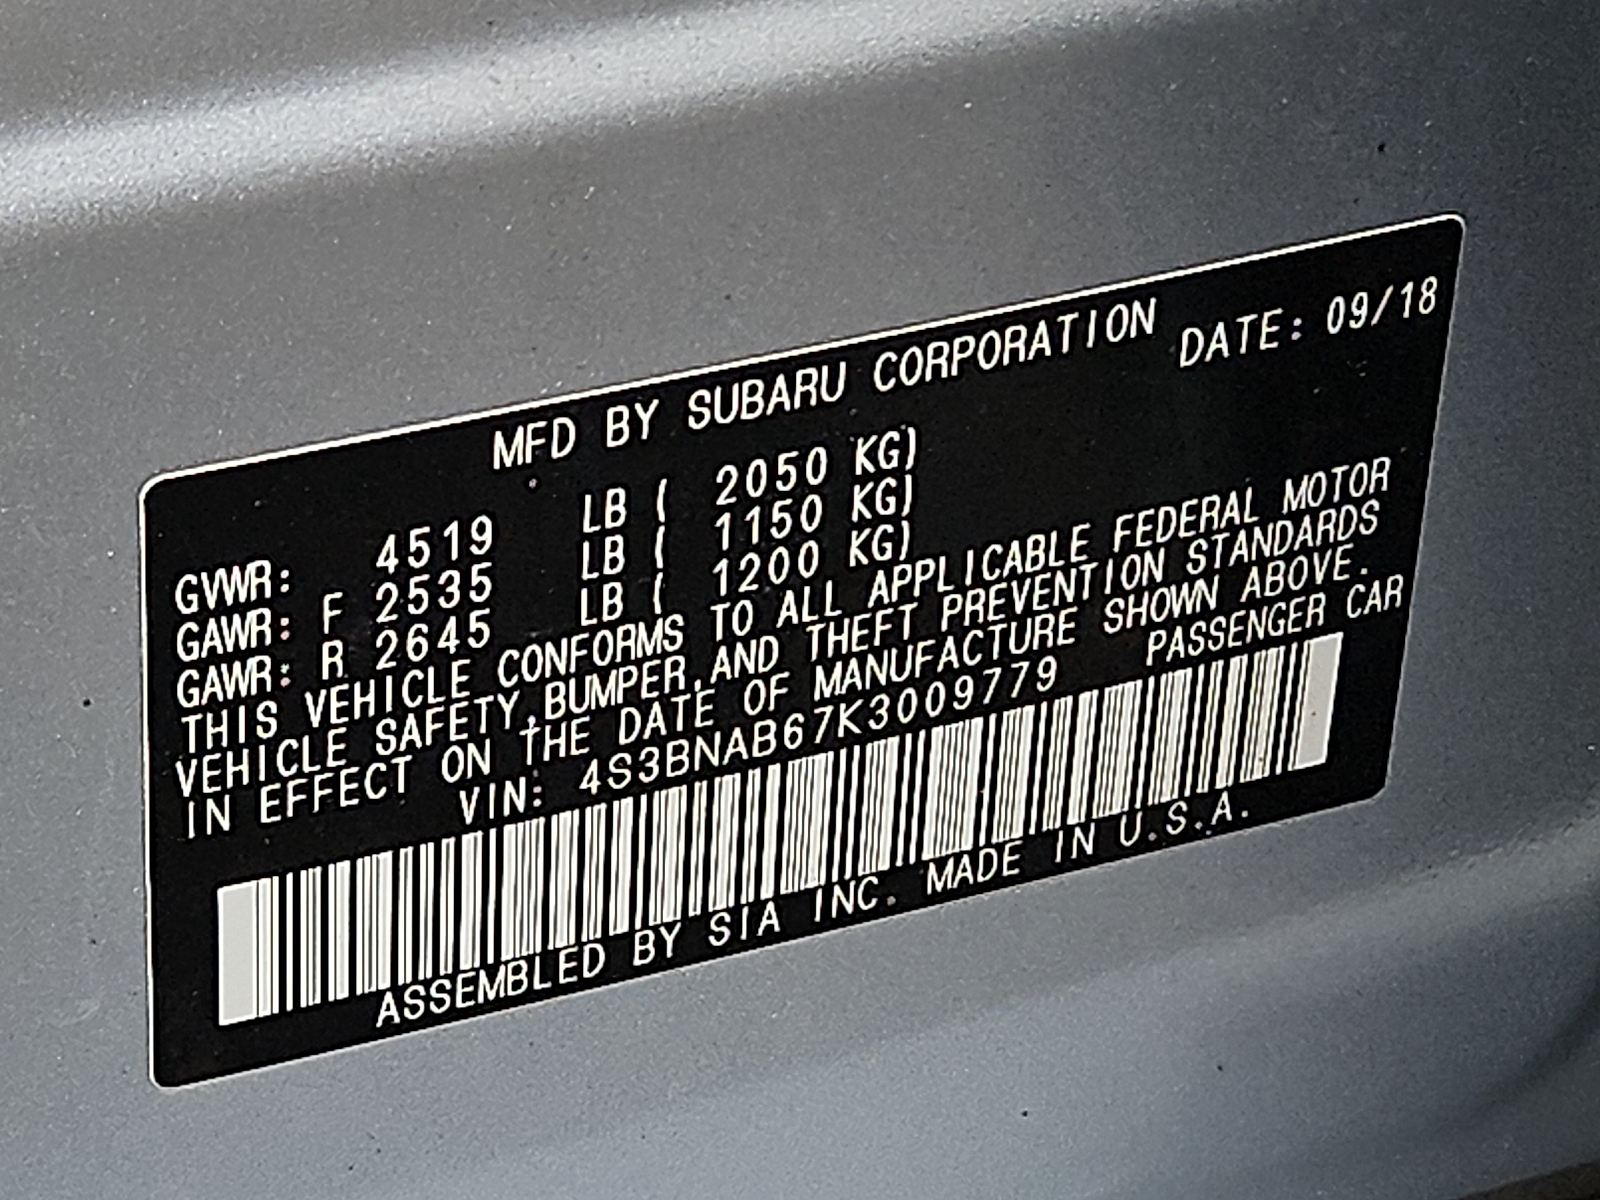 MFD BY SUBARU CORPORATION
DATE: 09/18
GVWR: 4519 LB ( 2050 KG)
GAWR: F 2535 LB ( 1150 KG)
GAWR: R 2645 LB ( 1200 KG)
THIS VEHICLE CONFORMS TO ALL APPLICABLE FEDERAL MOTOR
VEHICLE SAFETY,BUMPER,AND THEFT PREVENTION STANDARDS
IN EFFECT ON THE DATE OF MANUFACTURE SHOWN ABOVE.
VIN: 4S3BNAB67K3009779 PASSENGER CAR
ASSEMBLED BY SIA INC. MADE IN U.S.A.